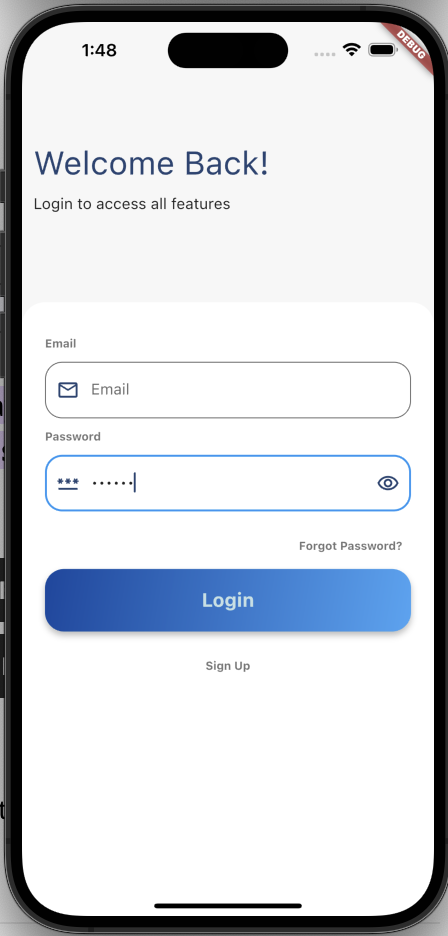 1:48
DEBUG
Welcome Back!
Login to access all features
Email
Email
Password
***
••••••
Forgot Password?
Login
Sign Up